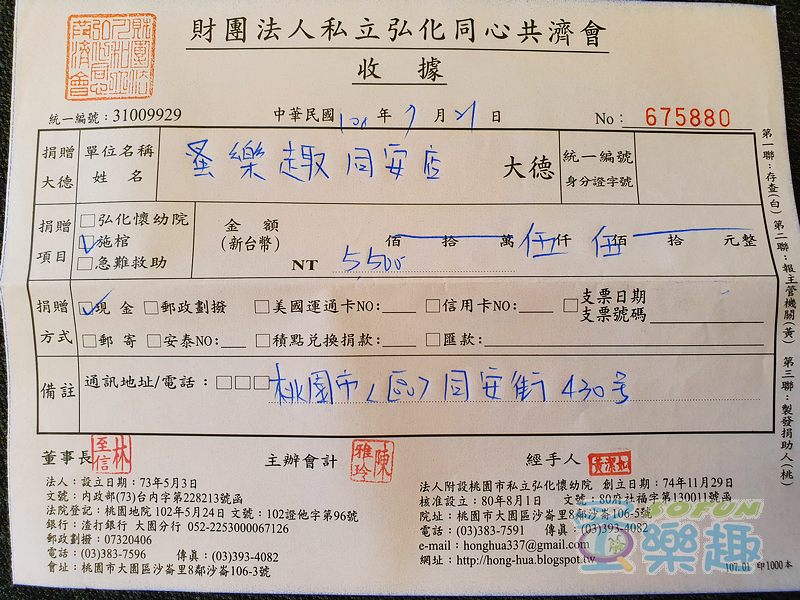 財團法人私立弘化同心共濟會
收 據
統一編號：31009929 中華民國 年 月 21 日 No： 675880
捐贈大德 單位名稱 姓 名 蚤樂趣同安店 大德 統一編號 身分證字號
捐贈項目 □弘化懷幼院
☑施棺
□急難救助
金 額 (新台幣) NT 5,500 佰 拾 萬 伍仟 伍佰 拾 元整
捐贈方式 ☑現 金 □郵政劃撥 □美國運通卡NO: □信用卡NO: □支票日期 支票號碼
□郵 寄 □安泰NO: □積點兌換捐款: □匯款:
備註 通訊地址/電話：□□□ 桃園市(區)同安街430号
第一聯：存查(白) 第二聯：報主管機關(黃) 第三聯：製發捐助人(桃)
董事長 林至信 主辦會計 陳雅玲 經手人
法人：設立日期：73年5月3日
文號：內政部(73)台內字第228213號函
法院登記：桃園地院 102年5月24日 文號：102證他字第96號
銀行：渣打銀行 大園分行 052-2253000067126
郵政劃撥：07320406
電話：(03)383-7596 傳真：(03)393-4082
會址：桃園市大園區沙崙里8鄰沙崙106-3號
法人附設桃園市私立弘化懷幼院 創立日期：74年11月29日
核准設立：80年8月1日 文號：80府社福字第130011號函
院址：桃園市大園區沙崙里8鄰沙崙106-5號
電話：(03)383-7591 傳真：(03)393-4082
e-mail：honghua337@gmail.com
網址：http://hong-hua.blogspot.tw
107.01 印1000本
SOFUN
蚤樂趣